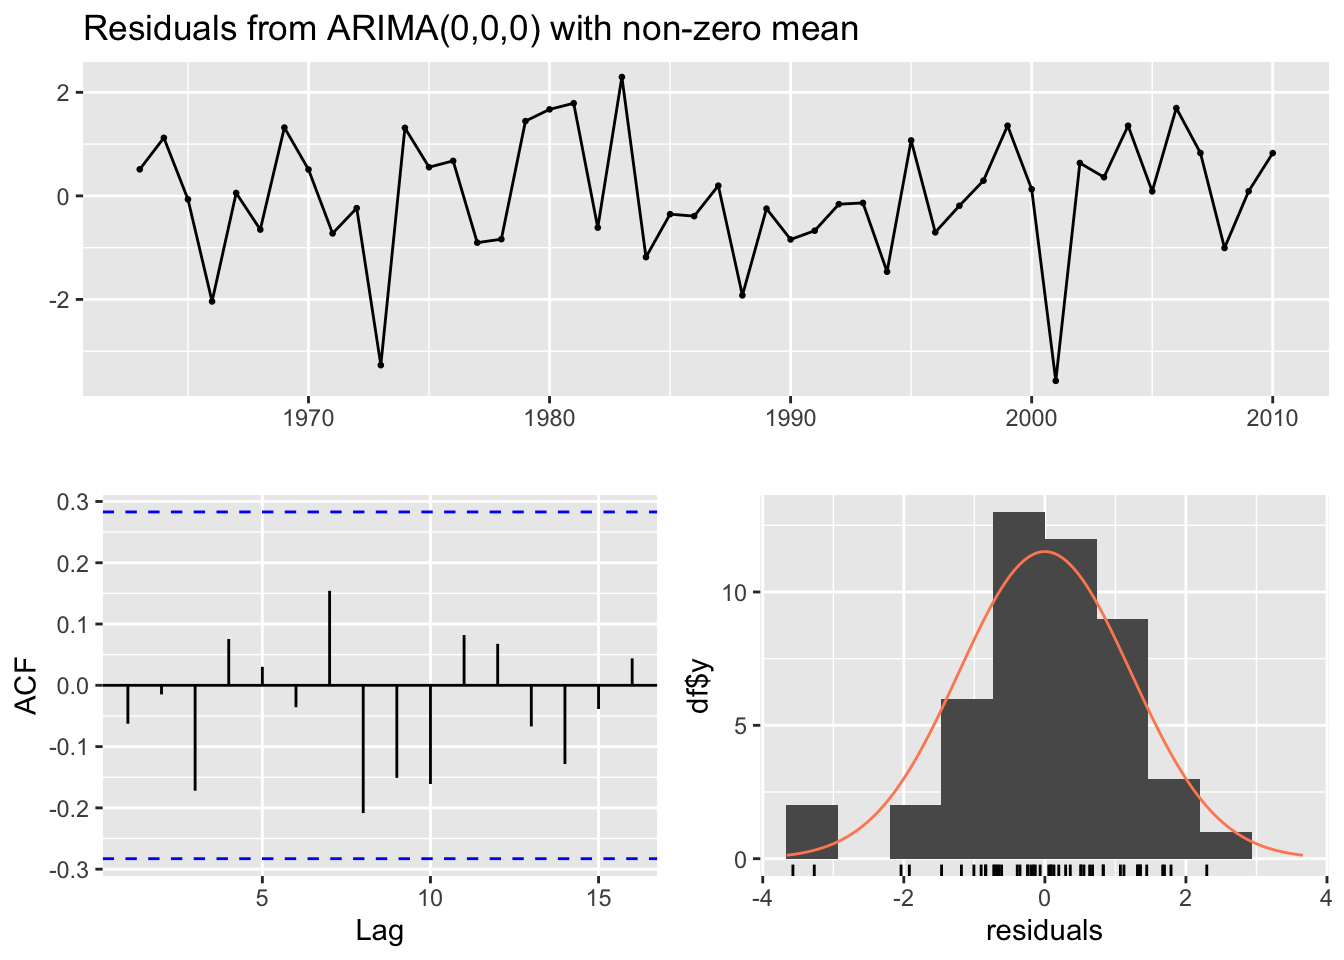 Residuals from ARIMA(0,0,0) with non-zero mean
2
0
-2
1970 1980 1990 2000 2010
0.3
0.2
0.1
0.0
-0.1
-0.2
-0.3
ACF
5 10 15
Lag
10
5
0
df$y
-4 -2 0 2 4
residuals